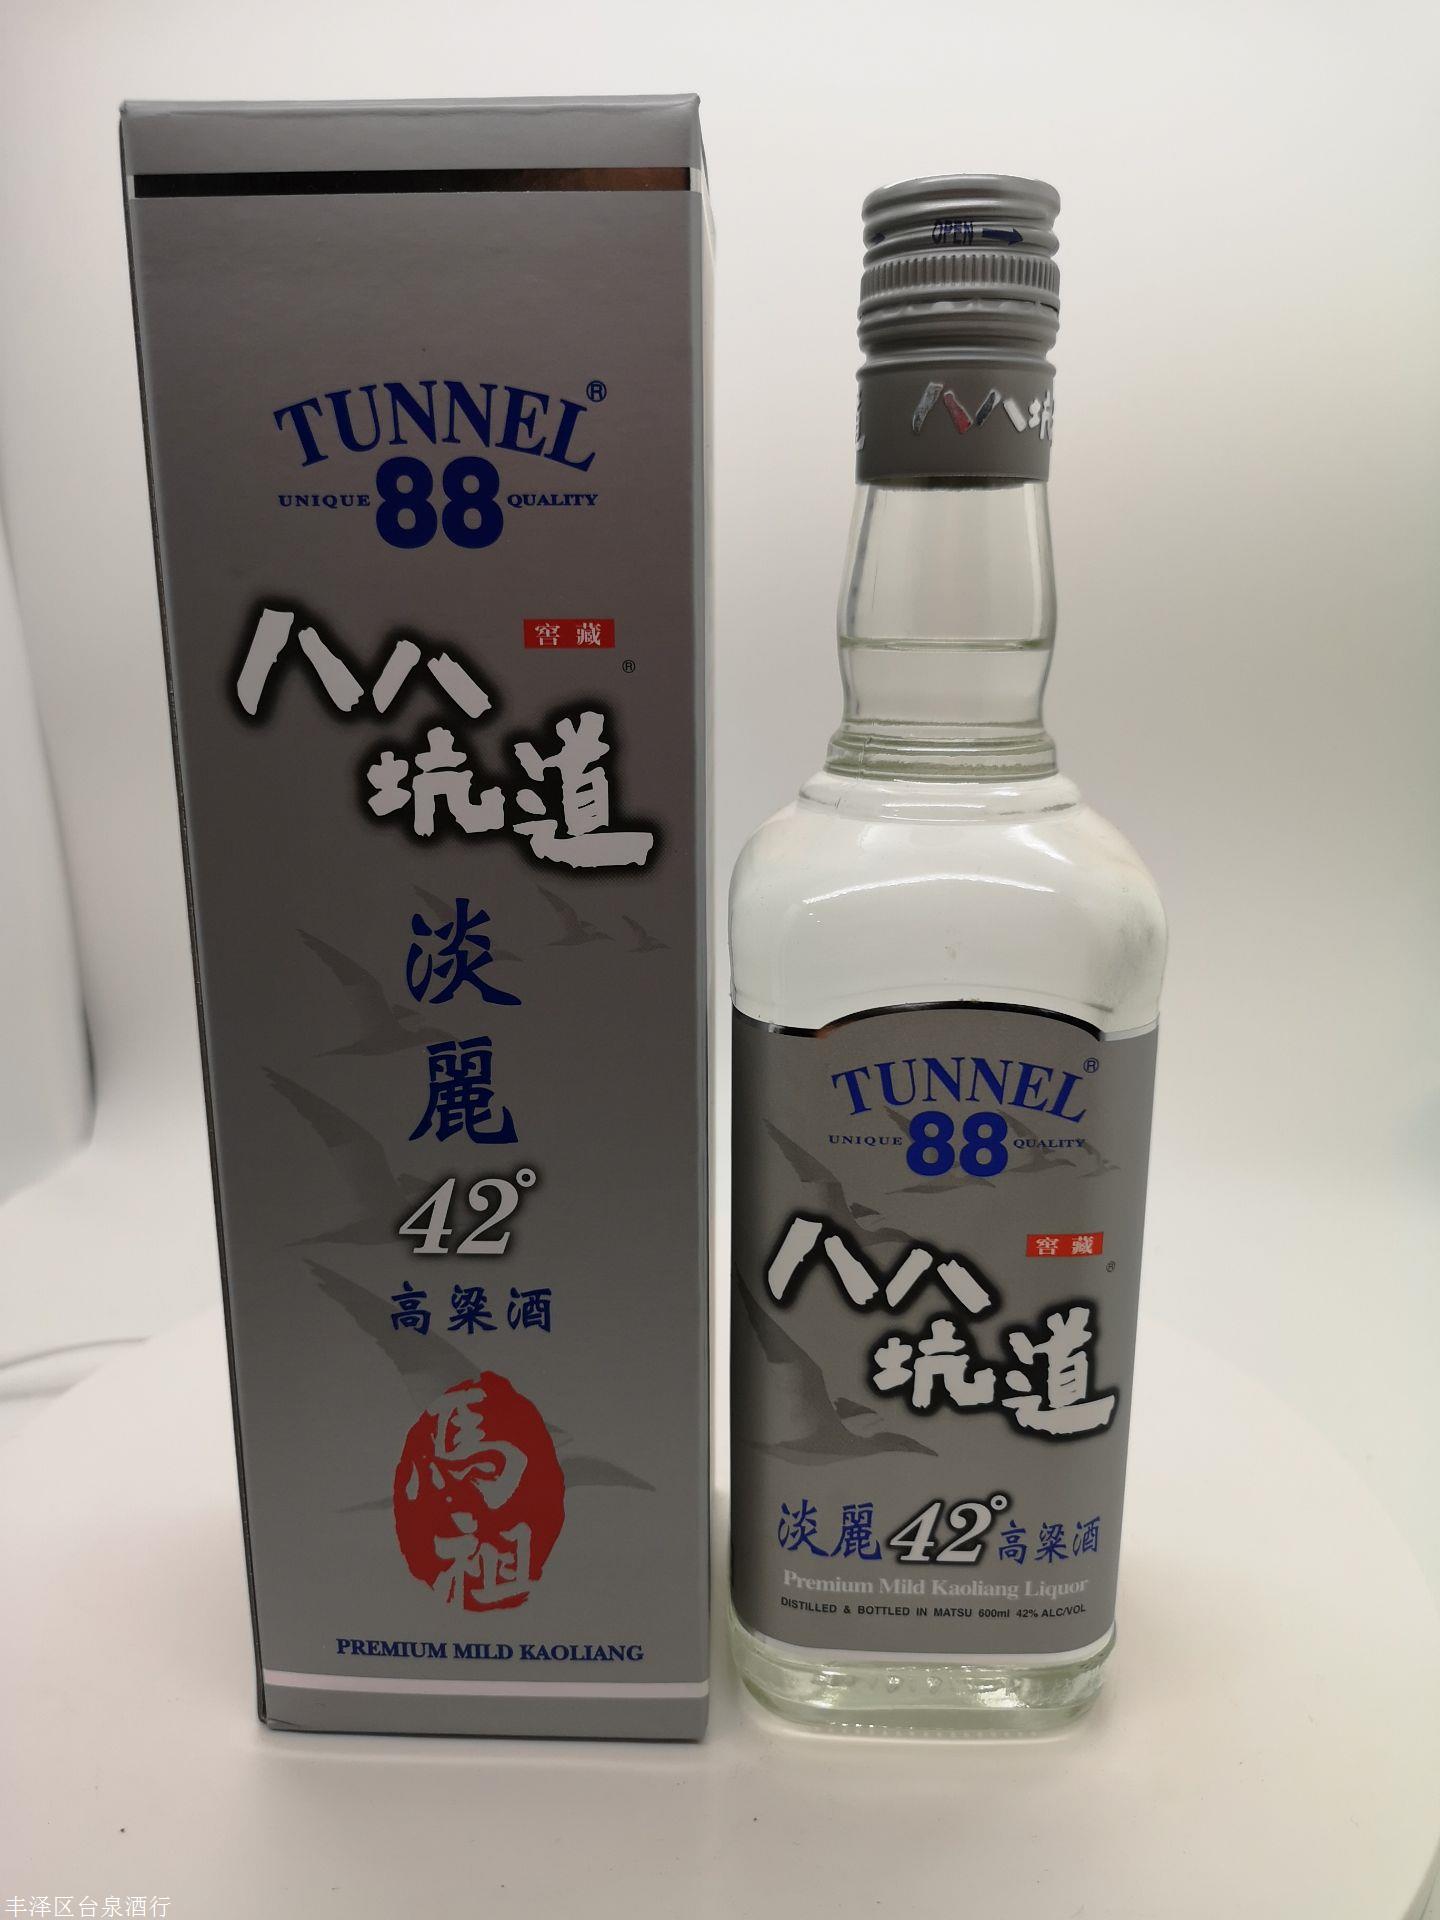 TUNNEL®
UNIQUE 88 QUALITY
窖藏
八八
®
坑道
淡
麗
42°
高粱酒
馬
祖
PREMIUM MILD KAOLIANG
OPEN
八八坑
TUNNEL®
UNIQUE 88 QUALITY
窖藏
八八
®
坑道
淡麗42°高粱酒
Premium Mild Kaoliang Liquor
DISTILLED & BOTTLED IN MATSU 600ml 42% ALC/VOL
丰泽区台泉酒行